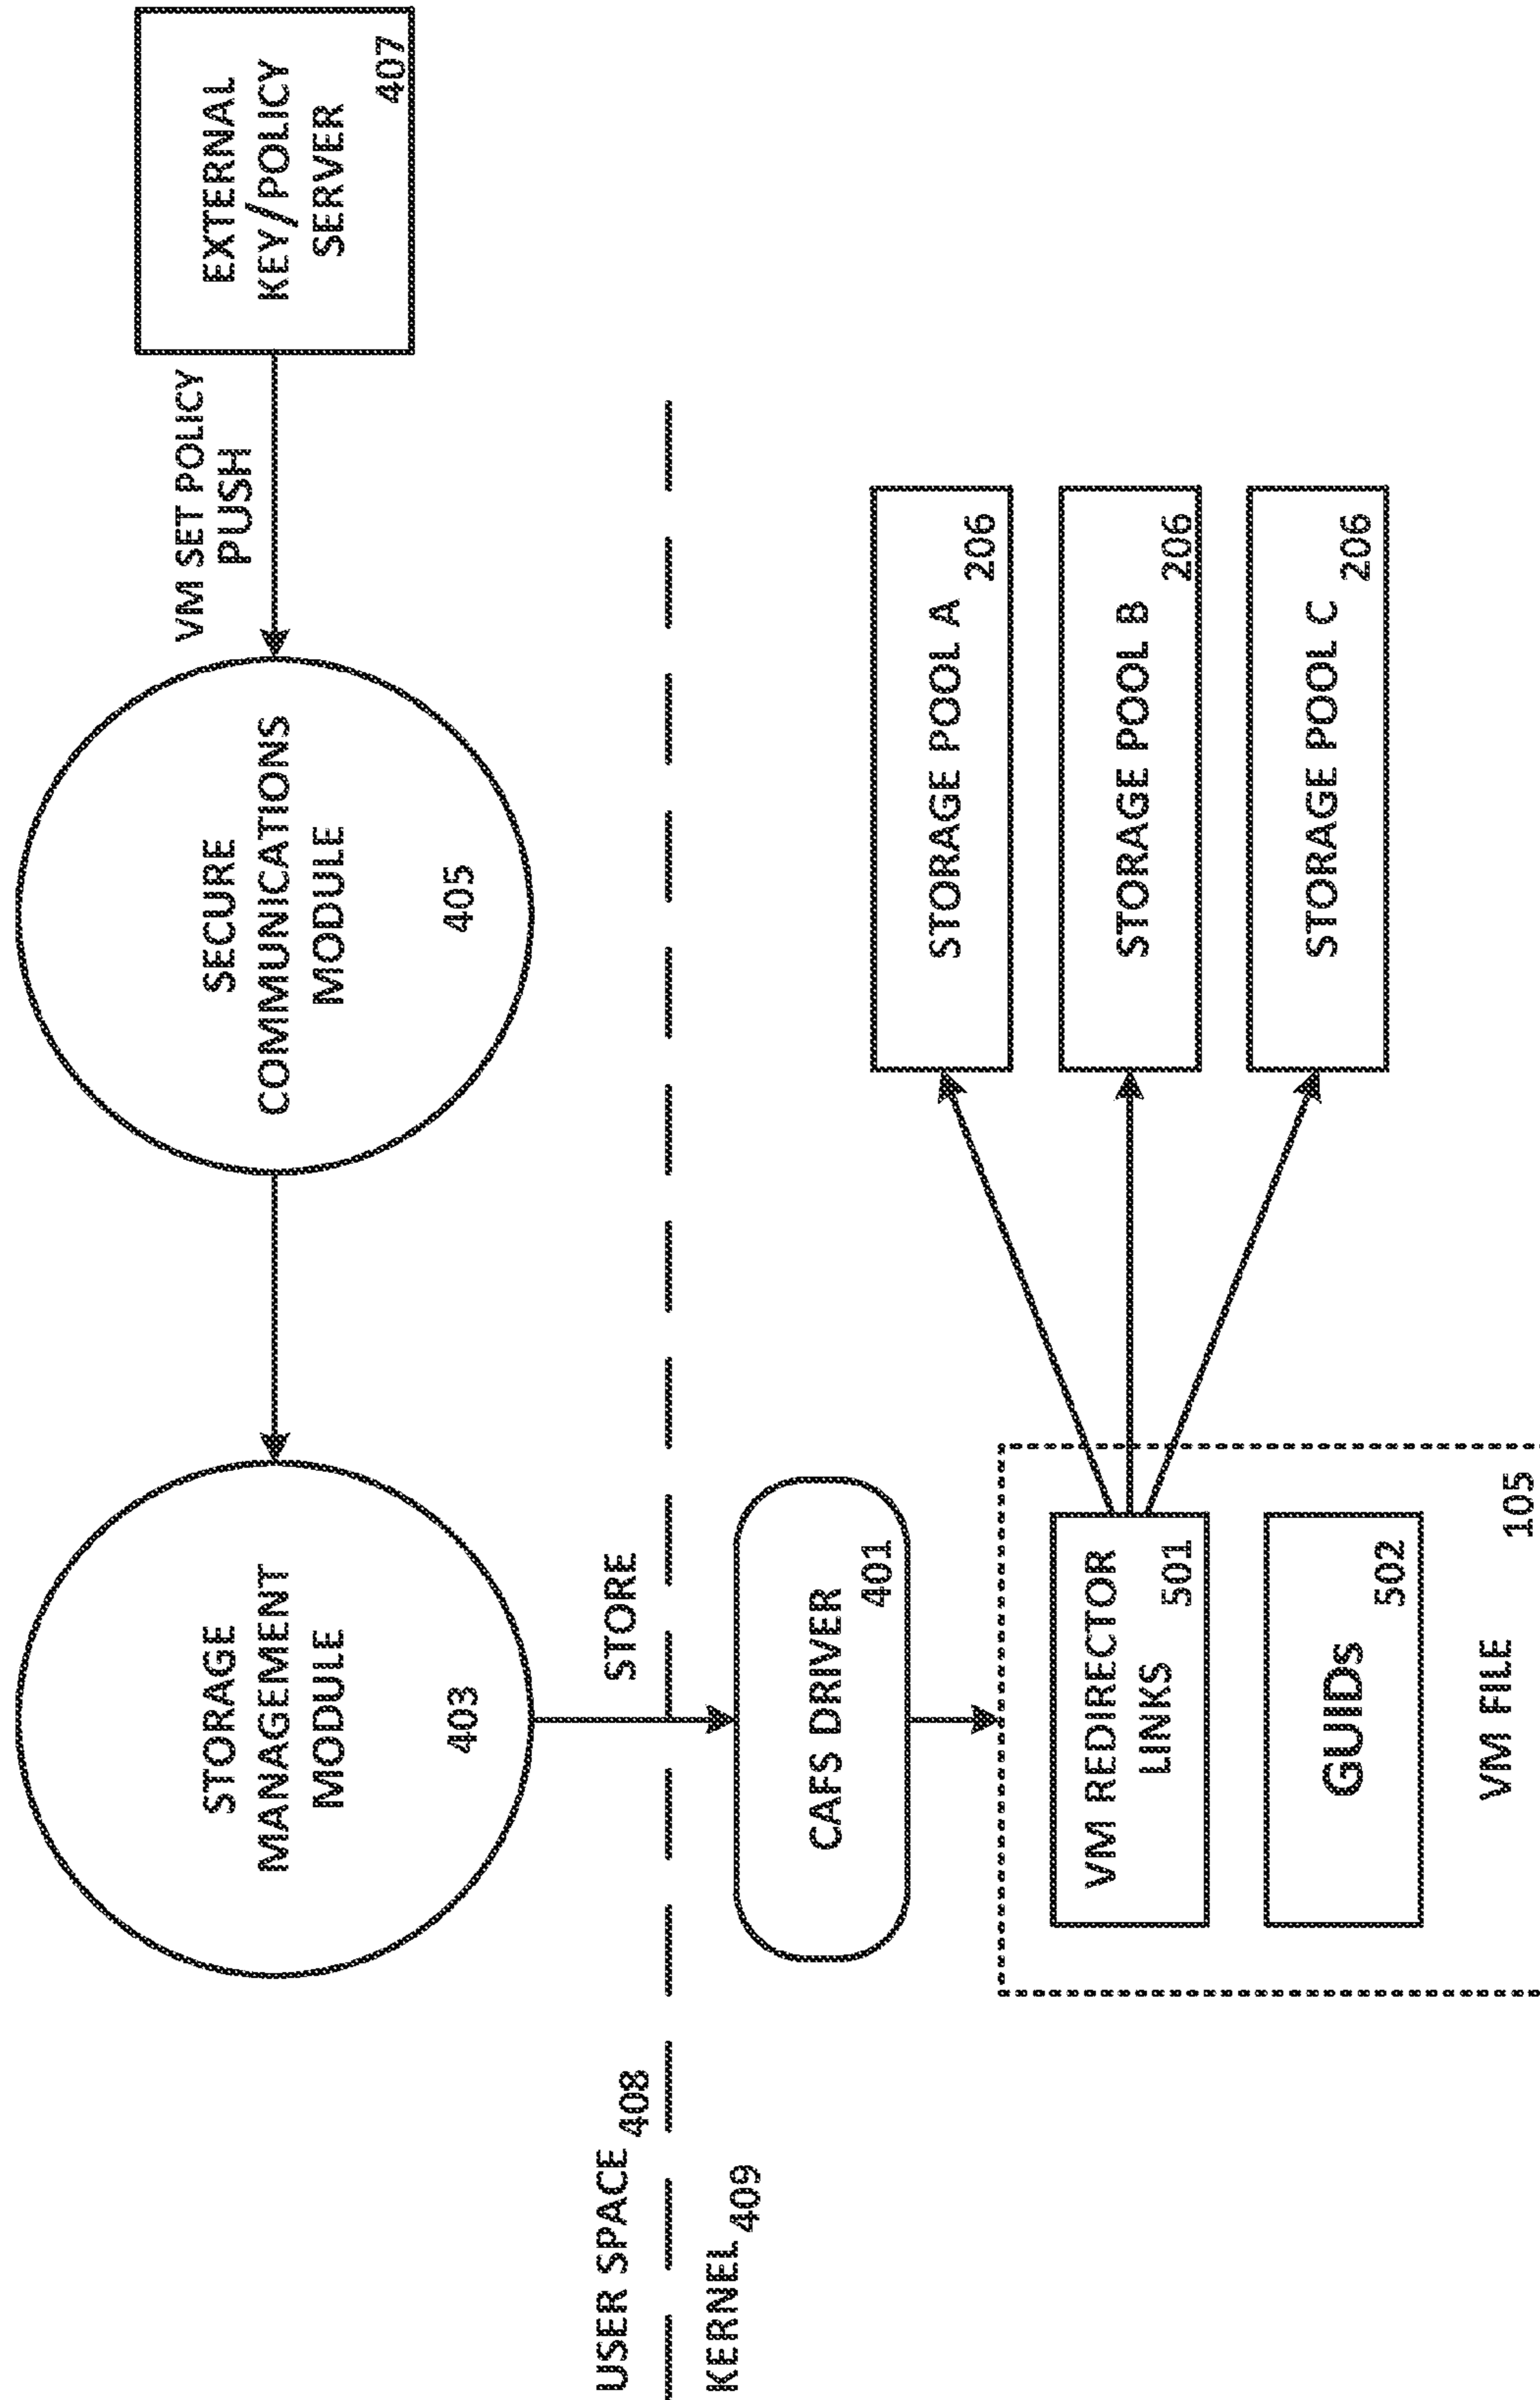 STORAGE
MANAGEMENT
MODULE
403
SECURE
COMMUNICATIONS
MODULE
405
VM SET POLICY
PUSH
EXTERNAL
KEY/POLICY
SERVER
407
USER SPACE 408
STORE
KERNEL 409
CAFS DRIVER
401
VM REDIRECTOR
LINKS
501
GUIDs
502
VM FILE
105
STORAGE POOL A
206
STORAGE POOL B
206
STORAGE POOL C
206